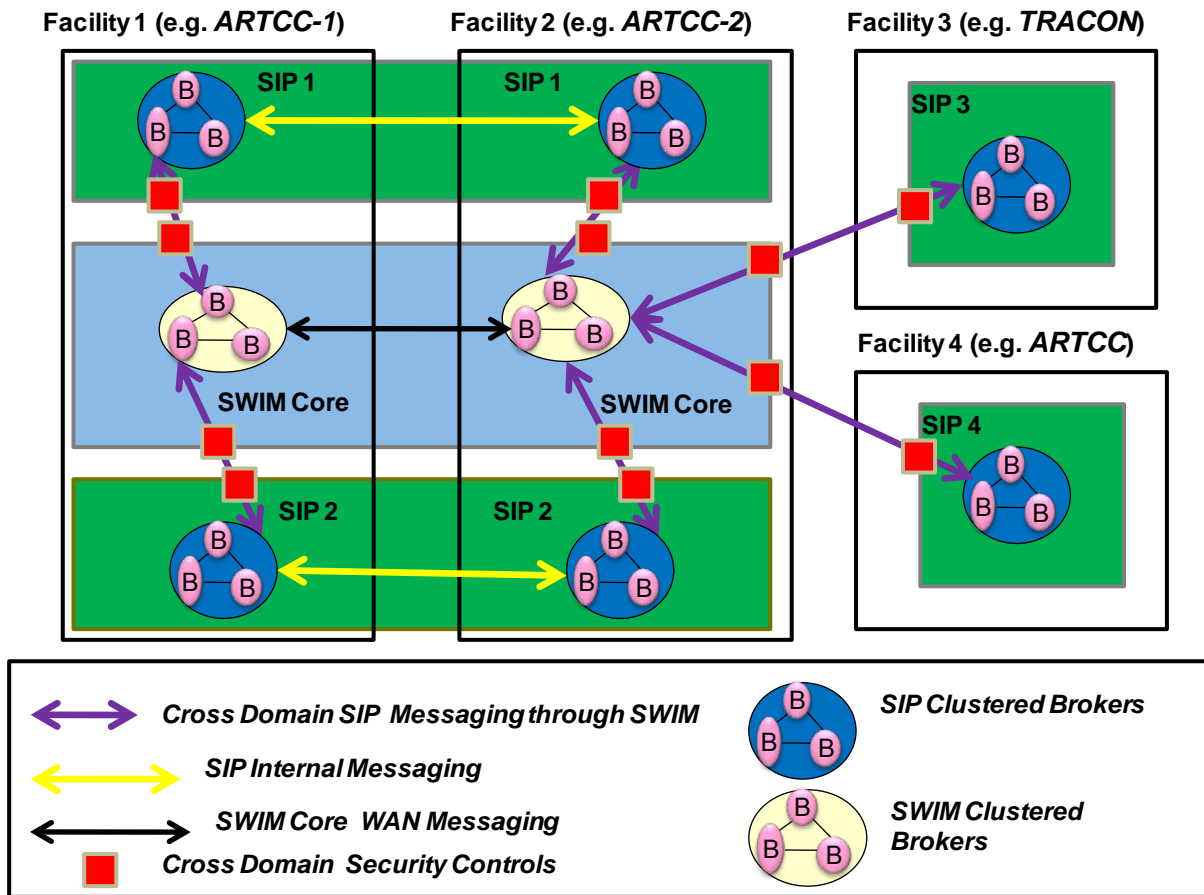 Facility 1 (e.g. ARTCC-1)
Facility 2 (e.g. ARTCC-2)
Facility 3 (e.g. TRACON)
SIP 1
B
B
B
SIP 1
B
B
B
SIP 3
B
B
B
B
B
B
SWIM Core
B
B
B
SWIM Core
Facility 4 (e.g. ARTCC)
SIP 4
B
B
B
SIP 2
B
B
B
SIP 2
B
B
B
Cross Domain SIP Messaging through SWIM
SIP Internal Messaging
SWIM Core WAN Messaging
Cross Domain Security Controls
B
B
B
SIP Clustered Brokers
B
B
B
SWIM Clustered
Brokers